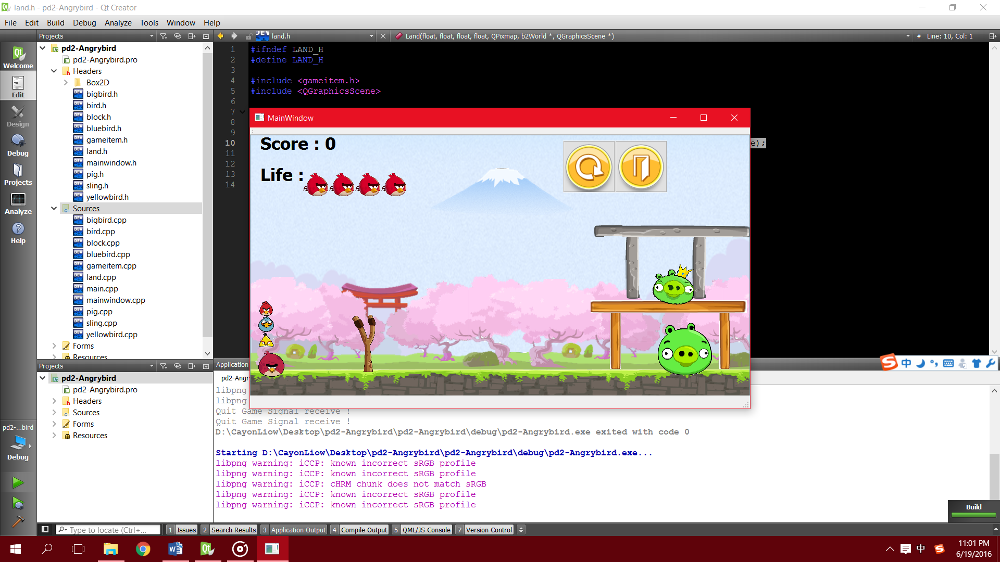 land.h - pd2-Angrybird - Qt Creator
File Edit Build Debug Analyze Tools Window Help
Projects
land.h
Land(float, float, float, float, QPixmap, b2World *, QGraphicsScene *)
# Line: 10, Col: 1
Welcome
Edit
Design
Debug
Projects
Analyze
Help
pd2-...bird
Debug
pd2-Angrybird
pd2-Angrybird.pro
Headers
Box2D
bigbird.h
bird.h
block.h
bluebird.h
gameitem.h
land.h
mainwindow.h
pig.h
sling.h
yellowbird.h
Sources
bigbird.cpp
bird.cpp
block.cpp
bluebird.cpp
gameitem.cpp
land.cpp
main.cpp
mainwindow.cpp
pig.cpp
sling.cpp
yellowbird.cpp
Forms
Resources
Projects
pd2-Angrybird
pd2-Angrybird.pro
Headers
Sources
Forms
Resources
1 #ifndef LAND_H
2 #define LAND_H
3
4 #include <gameitem.h>
5 #include <QGraphicsScene>
6
7
8
9
10 e);
11
12
13
14
MainWindow
Score : 0
Life :
中
Application
pd2-Angr
libpng
libpng
Quit Game Signal receive !
Quit Game Signal receive !
D:\CayonLiow\Desktop\pd2-Angrybird\pd2-Angrybird\debug\pd2-Angrybird.exe exited with code 0
Starting D:\CayonLiow\Desktop\pd2-Angrybird\pd2-Angrybird\debug\pd2-Angrybird.exe...
libpng warning: iCCP: known incorrect sRGB profile
libpng warning: iCCP: known incorrect sRGB profile
libpng warning: iCCP: cHRM chunk does not match sRGB
libpng warning: iCCP: known incorrect sRGB profile
libpng warning: iCCP: known incorrect sRGB profile
Build
Type to locate (Ctrl+...
1 Issues 2 Search Results 3 Application Output 4 Compile Output 5 QML/JS Console 7 Version Control
中
11:01 PM
6/19/2016